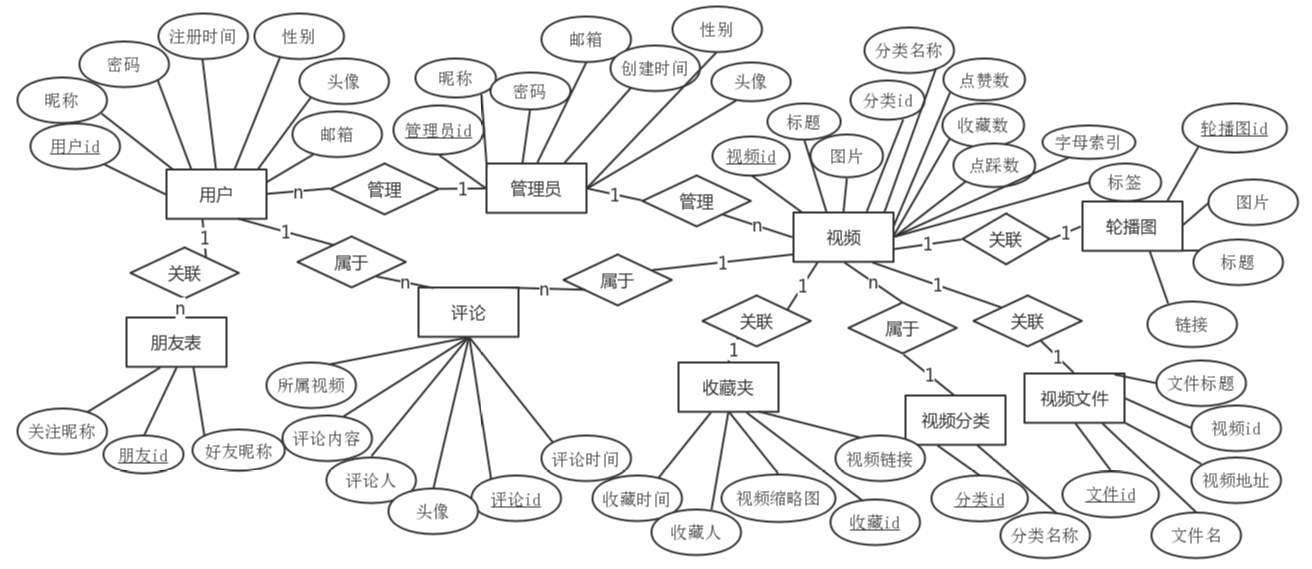 注册时间
性别
密码
头像
昵称
邮箱
用户id
用户
n
管理
1
昵称
密码
邮箱
创建时间
性别
头像
管理员id
管理员
1
管理
n
分类名称
点赞数
分类id
收藏数
标题
点踩数
视频id
图片
字母索引
标签
视频
1
关联
1
轮播图id
图片
轮播图
标题
链接
1
关联
n
朋友表
关注昵称
朋友id
好友昵称
1
属于
n
评论
n
属于
1
所属视频
评论内容
评论人
头像
评论id
评论时间
1
关联
1
收藏夹
收藏时间
收藏人
视频缩略图
收藏id
视频链接
n
属于
1
视频分类
分类id
分类名称
1
关联
1
视频文件
文件标题
视频id
视频地址
文件id
文件名